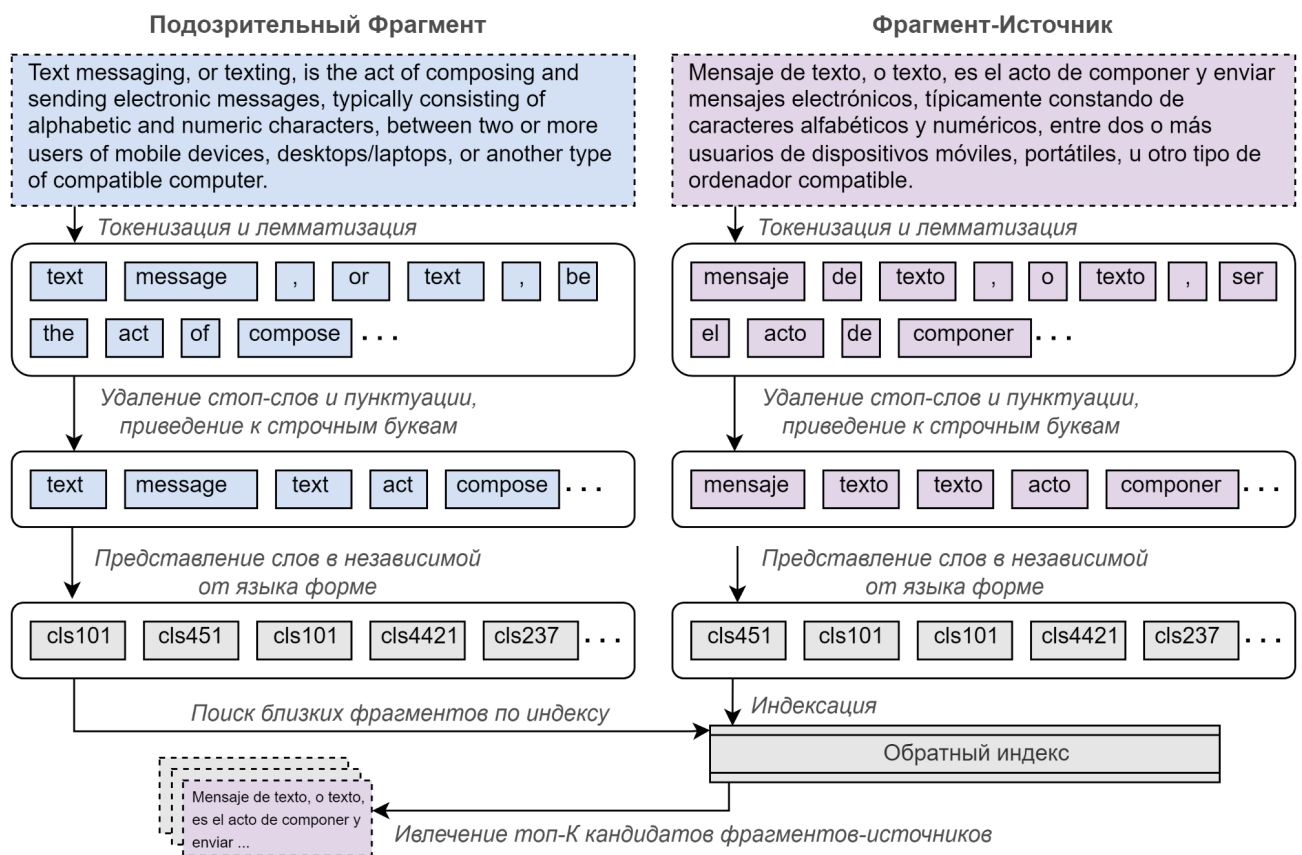 Подозрительный Фрагмент
Text messaging, or texting, is the act of composing and
sending electronic messages, typically consisting of
alphabetic and numeric characters, between two or more
users of mobile devices, desktops/laptops, or another type
of compatible computer.
Токенизация и лемматизация
text message , or text , be
the act of compose . . .
Удаление стоп-слов и пунктуации,
приведение к строчным буквам
text message text act compose . . .
Представление слов в независимой
от языка форме
cls101 cls451 cls101 cls4421 cls237 . . .
Поиск близких фрагментов по индексу
Фрагмент-Источник
Mensaje de texto, o texto, es el acto de componer y enviar
mensajes electrónicos, típicamente constando de
caracteres alfabéticos y numéricos, entre dos o más
usuarios de dispositivos móviles, portátiles, u otro tipo de
ordenador compatible.
Токенизация и лемматизация
mensaje de texto , o texto , ser
el acto de componer . . .
Удаление стоп-слов и пунктуации,
приведение к строчным буквам
mensaje texto texto acto componer . . .
Представление слов в независимой
от языка форме
cls451 cls101 cls101 cls4421 cls237 . . .
Индексация
Обратный индекс
Mensaje de texto, o texto,
es el acto de componer y
enviar ...
Ивлечение топ-К кандидатов фрагментов-источников